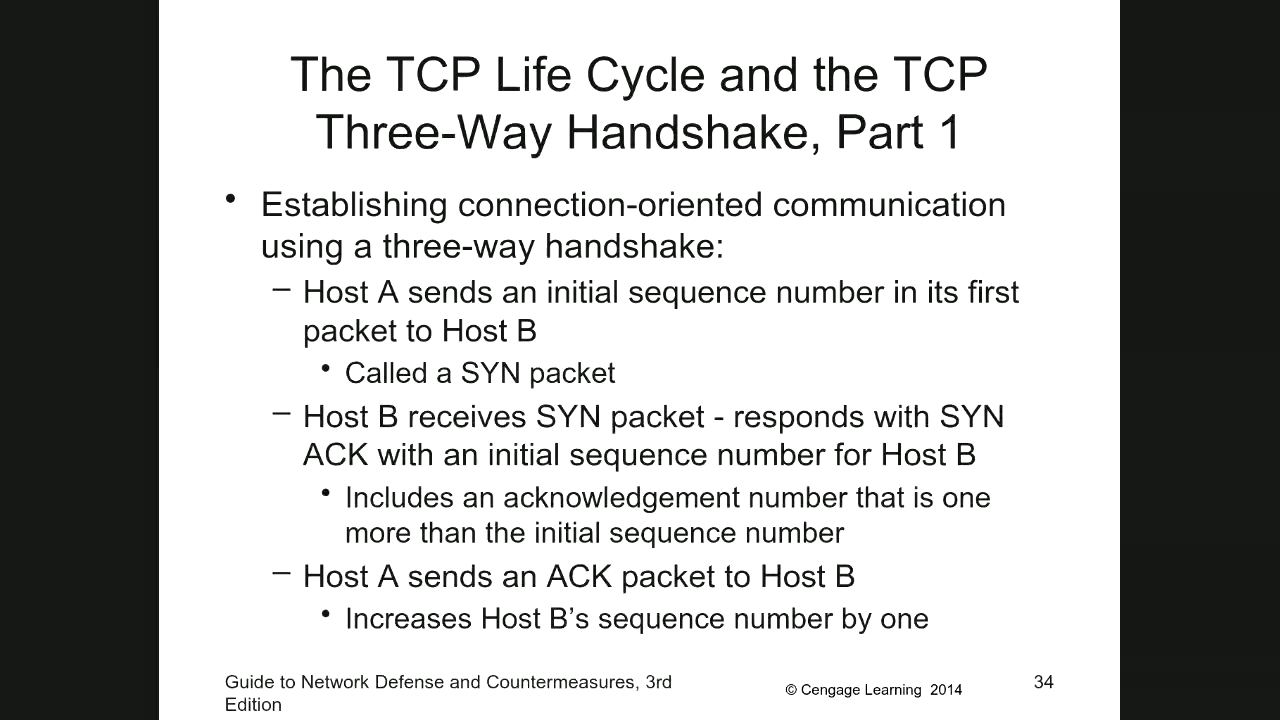 The TCP Life Cycle and the TCP
Three-Way Handshake, Part 1
• Establishing connection-oriented communication
using a three-way handshake:
– Host A sends an initial sequence number in its first
packet to Host B
• Called a SYN packet
– Host B receives SYN packet - responds with SYN
ACK with an initial sequence number for Host B
• Includes an acknowledgement number that is one
more than the initial sequence number
– Host A sends an ACK packet to Host B
• Increases Host B’s sequence number by one
Guide to Network Defense and Countermeasures, 3rd
Edition
© Cengage Learning 2014
34